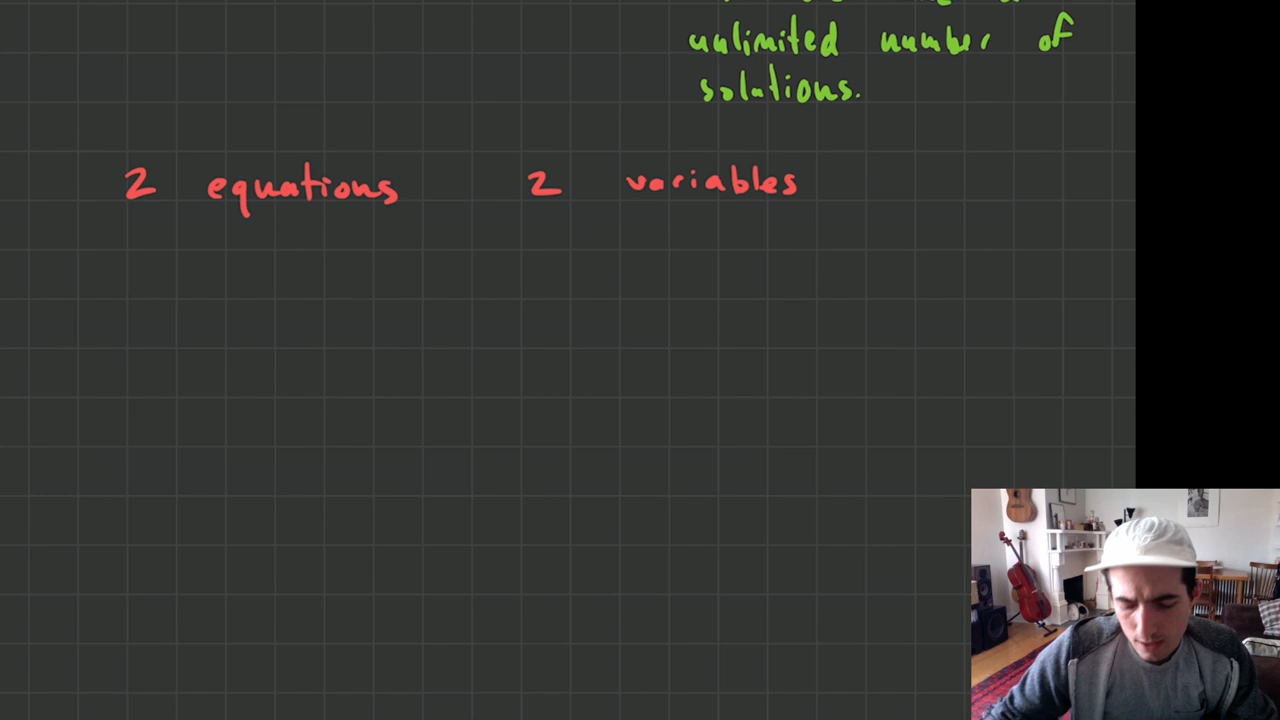 unlimited number of
solutions.
2 equations 2 variables